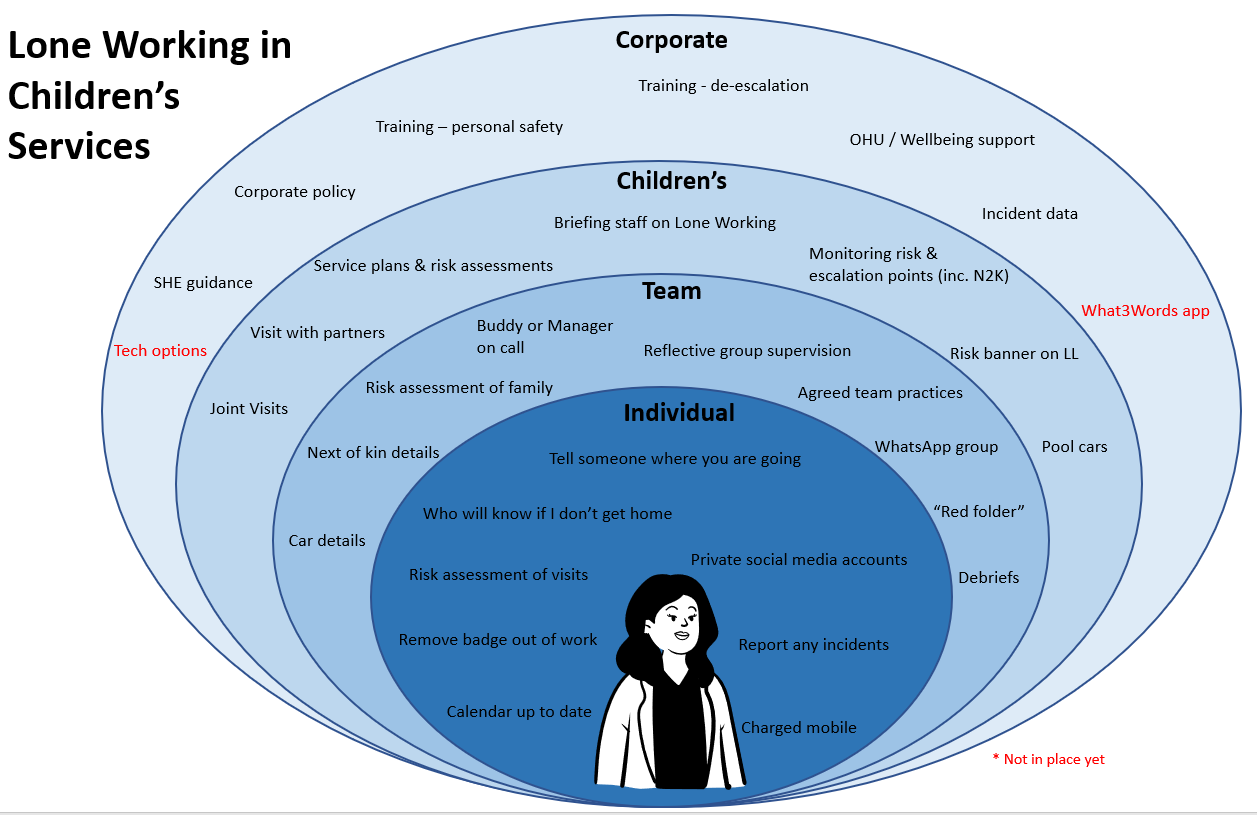 Lone Working in
Children’s
Services
Corporate
Training - de-escalation
Training – personal safety
OHU / Wellbeing support
Corporate policy
Incident data
SHE guidance
What3Words app
Tech options
Children’s
Briefing staff on Lone Working
Service plans & risk assessments
Monitoring risk &
escalation points (inc. N2K)
Visit with partners
Risk banner on LL
Joint Visits
Pool cars
Team
Buddy or Manager
on call
Reflective group supervision
Risk assessment of family
Agreed team practices
Next of kin details
WhatsApp group
“Red folder”
Car details
Debriefs
Individual
Tell someone where you are going
Who will know if I don’t get home
Private social media accounts
Risk assessment of visits
Remove badge out of work
Report any incidents
Calendar up to date
Charged mobile
* Not in place yet